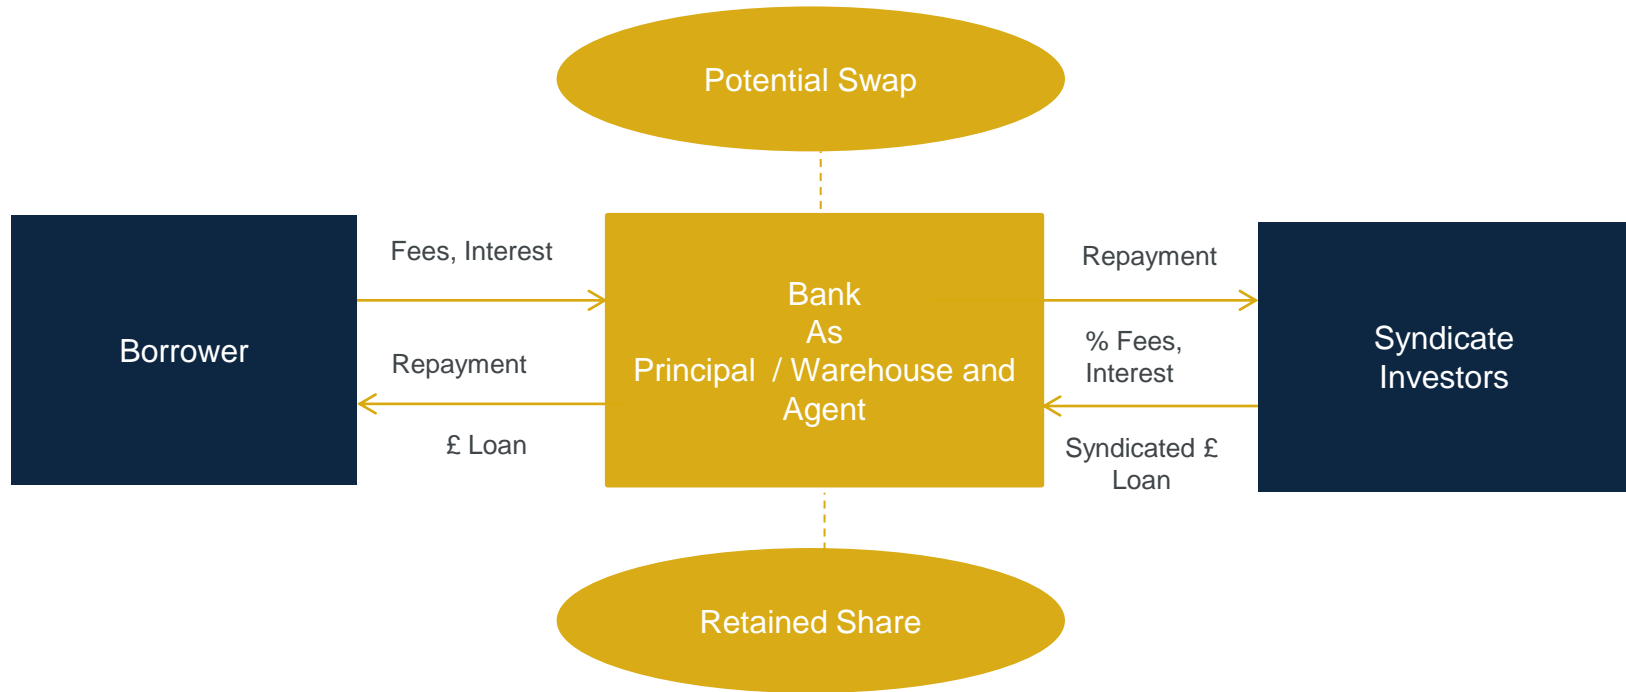 Potential Swap
Borrower
Fees, Interest
Repayment
£ Loan
Bank
As
Principal / Warehouse and
Agent
Repayment
% Fees,
Interest
Syndicated £
Loan
Syndicate
Investors
Retained Share